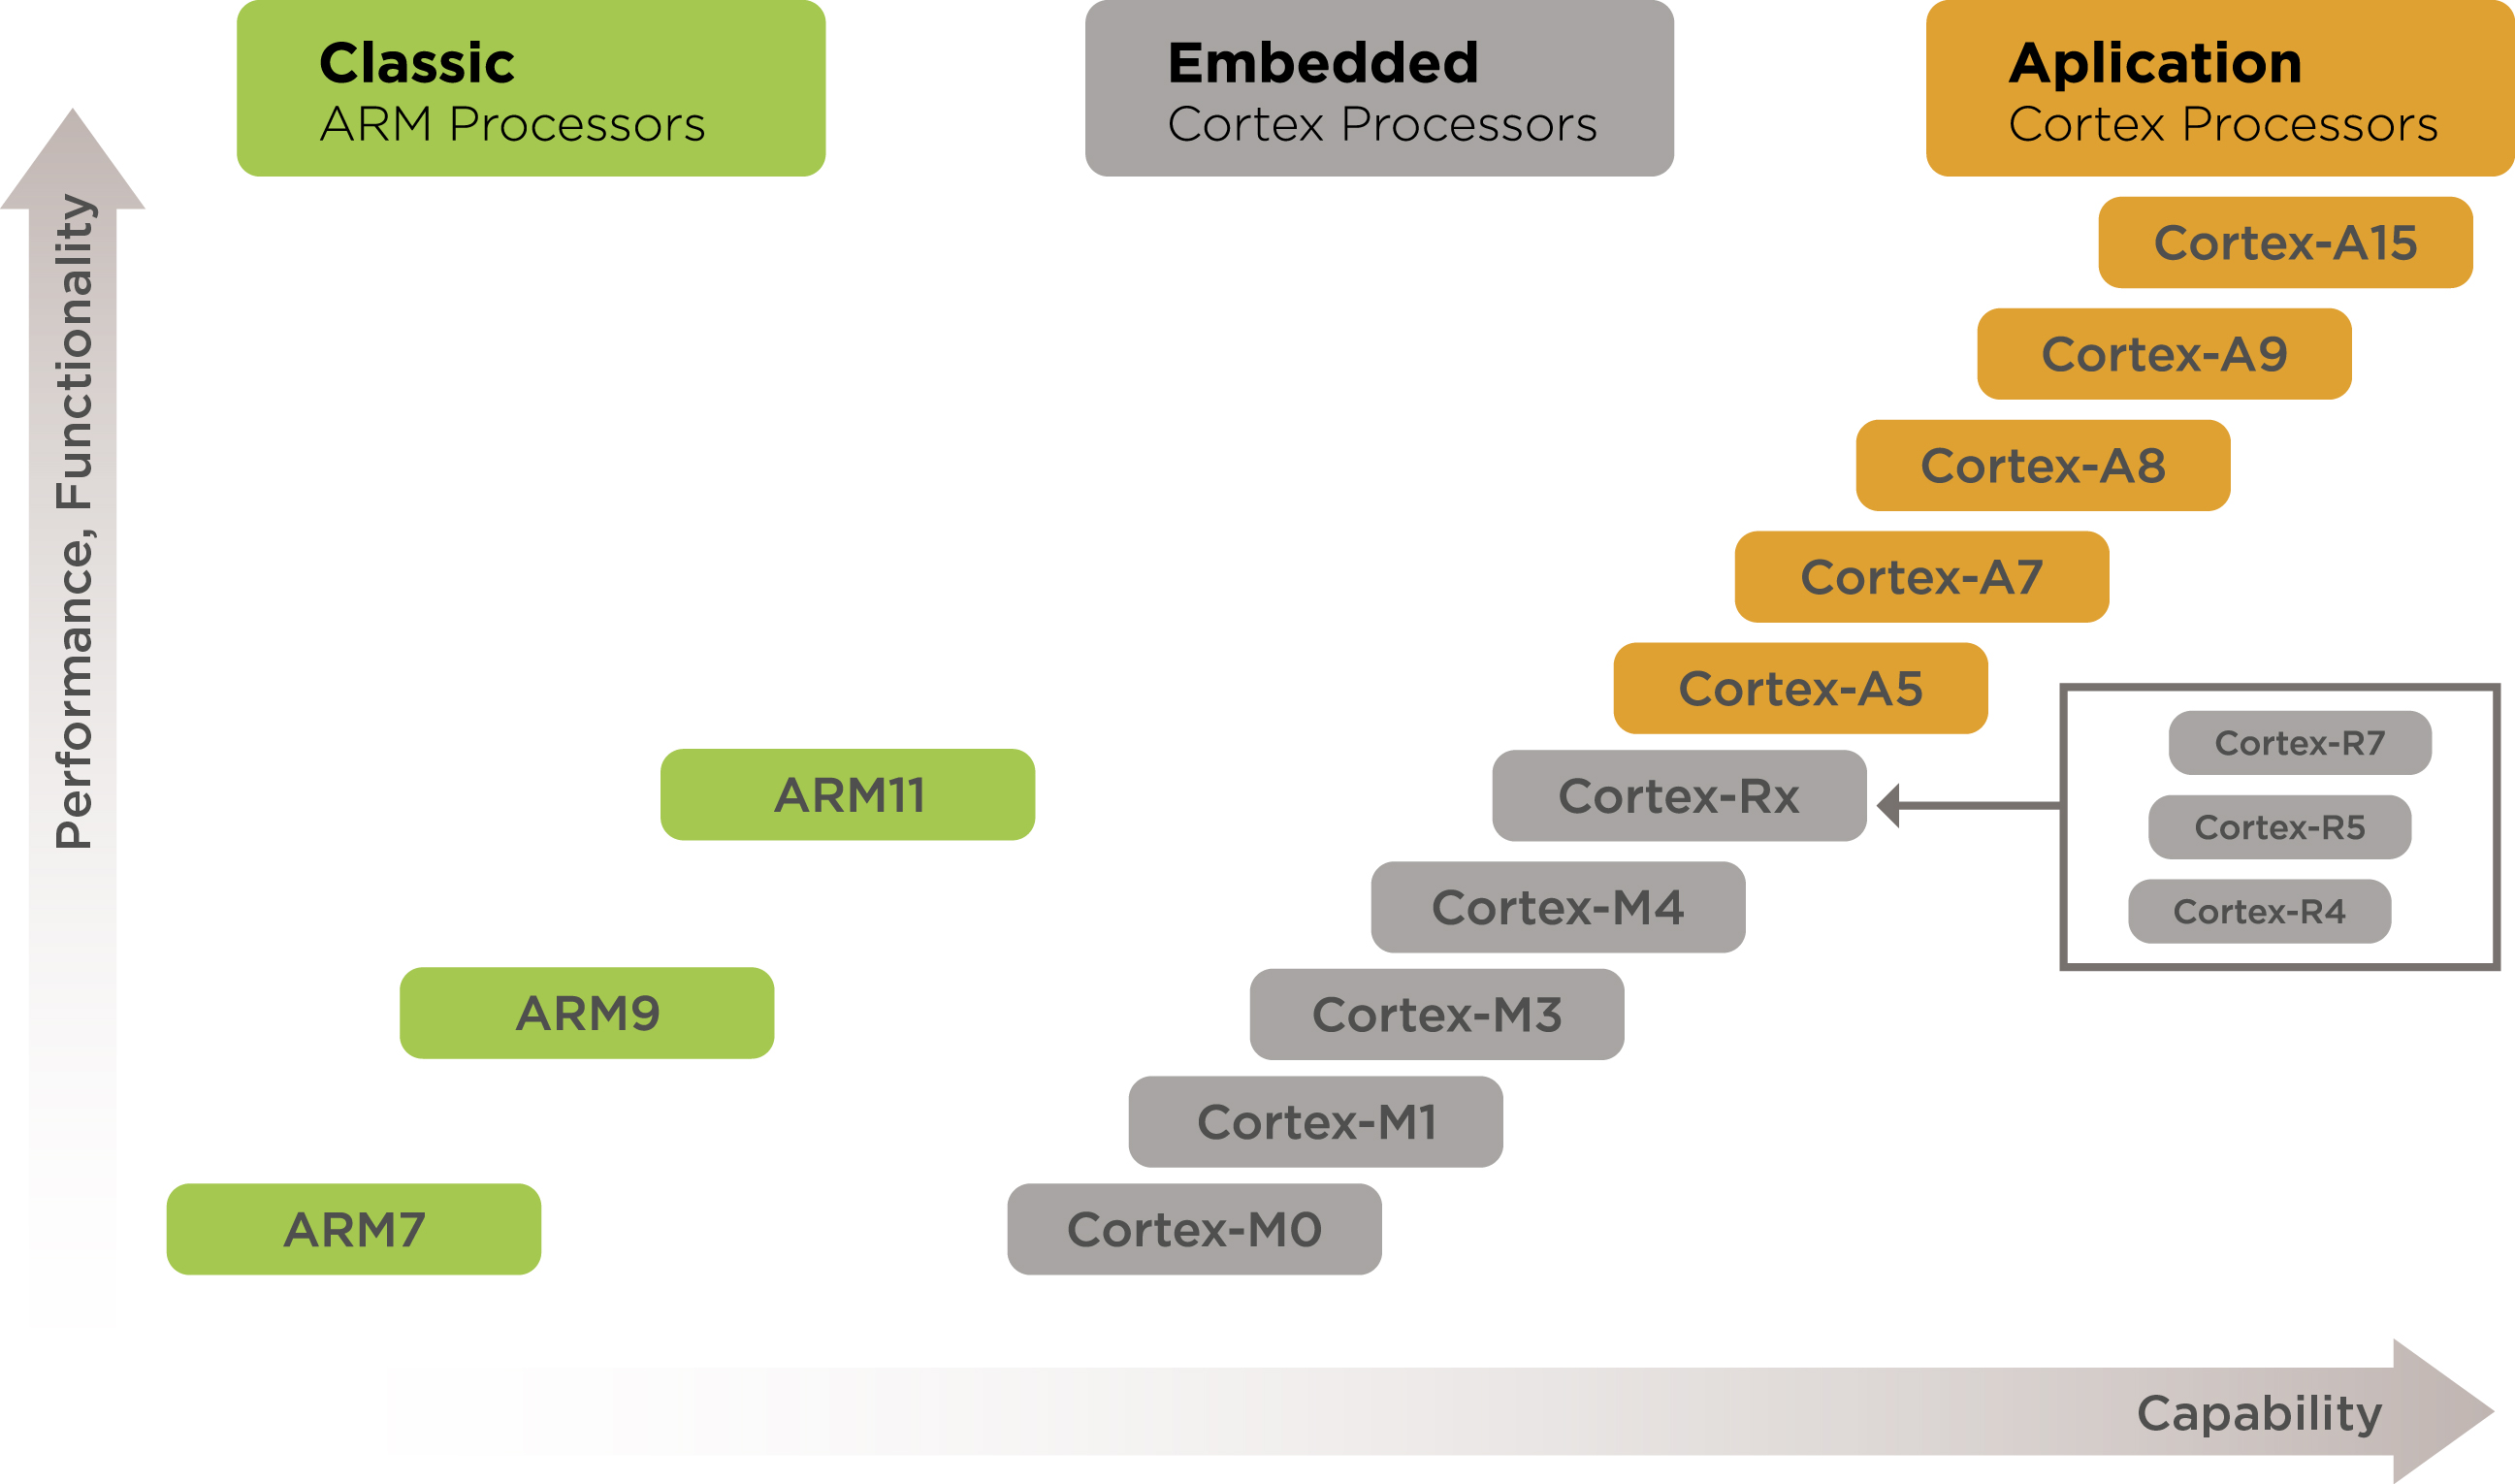 Classic
ARM Processors
Embedded
Cortex Processors
Aplication
Cortex Processors
Performance, Functionality
Cortex-A15
Cortex-A9
Cortex-A8
Cortex-A7
Cortex-A5
Cortex-R7
ARM11
Cortex-Rx
Cortex-R5
Cortex-M4
Cortex-R4
ARM9
Cortex-M3
Cortex-M1
ARM7
Cortex-M0
Capability